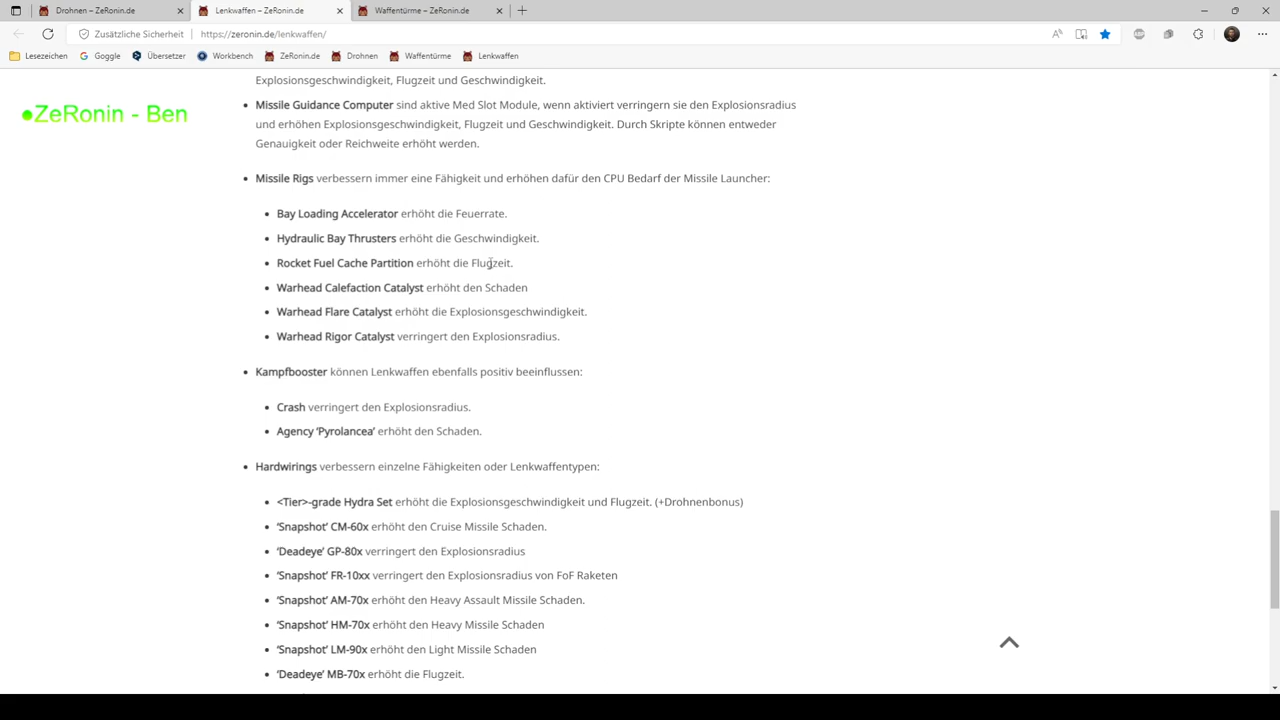 Drohnen – ZeRonin.de
Lenkwaffen – ZeRonin.de
Waffentürme – ZeRonin.de
Zusätzliche Sicherheit
https://zeronin.de/lenkwaffen/
Lesezeichen
Goggle
Übersetzer
Workbench
ZeRonin.de
Drohnen
Waffentürme
Lenkwaffen
Explosionsgeschwindigkeit, Flugzeit und Geschwindigkeit.
•ZeRonin - Ben
• Missile Guidance Computer sind aktive Med Slot Module, wenn aktiviert verringern sie den Explosionsradius
und erhöhen Explosionsgeschwindigkeit, Flugzeit und Geschwindigkeit. Durch Skripte können entweder
Genauigkeit oder Reichweite erhöht werden.
• Missile Rigs verbessern immer eine Fähigkeit und erhöhen dafür den CPU Bedarf der Missile Launcher:
• Bay Loading Accelerator erhöht die Feuerrate.
• Hydraulic Bay Thrusters erhöht die Geschwindigkeit.
• Rocket Fuel Cache Partition erhöht die Flugzeit.
• Warhead Calefaction Catalyst erhöht den Schaden
• Warhead Flare Catalyst erhöht die Explosionsgeschwindigkeit.
• Warhead Rigor Catalyst verringert den Explosionsradius.
• Kampfbooster können Lenkwaffen ebenfalls positiv beeinflussen:
• Crash verringert den Explosionsradius.
• Agency ‘Pyrolancea’ erhöht den Schaden.
• Hardwirings verbessern einzelne Fähigkeiten oder Lenkwaffentypen:
• <Tier>-grade Hydra Set erhöht die Explosionsgeschwindigkeit und Flugzeit. (+Drohnenbonus)
• ‘Snapshot’ CM-60x erhöht den Cruise Missile Schaden.
• ‘Deadeye’ GP-80x verringert den Explosionsradius
• ‘Snapshot’ FR-10xx verringert den Explosionsradius von FoF Raketen
• ‘Snapshot’ AM-70x erhöht den Heavy Assault Missile Schaden.
• ‘Snapshot’ HM-70x erhöht den Heavy Missile Schaden
• ‘Snapshot’ LM-90x erhöht den Light Missile Schaden
• ‘Deadeye’ MB-70x erhöht die Flugzeit.